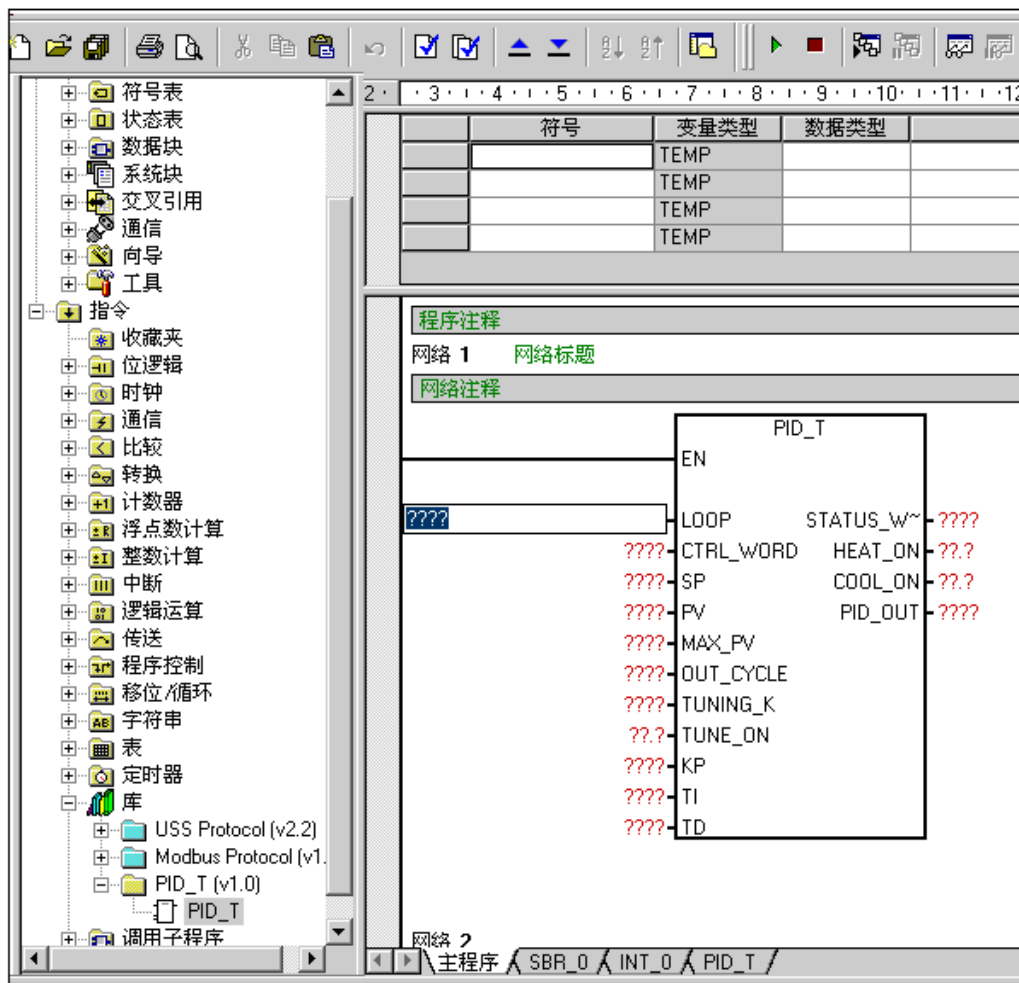 符号表
状态表
数据块
系统块
交叉引用
通信
向导
工具
指令
收藏夹
位逻辑
时钟
通信
比较
转换
计数器
浮点数计算
整数计算
中断
逻辑运算
传送
程序控制
移位/循环
字符串
表
定时器
库
USS Protocol (v2.2)
Modbus Protocol (v1.
PID_T (v1.0)
PID_T
调用子程序
2 · · 3 · ı · 4 · ı · 5 · ı · 6 · ı · 7 · ı · 8 · ı · 9 · ı · 10 · ı · 11 · ı · 12
符号 变量类型 数据类型
TEMP
TEMP
TEMP
TEMP
程序注释
网络 1 网络标题
网络注释
PID_T
EN
???? LOOP STATUS_W~ ????
???? CTRL_WORD HEAT_ON ??.?
???? SP COOL_ON ??.?
???? PV PID_OUT ????
???? MAX_PV
???? OUT_CYCLE
???? TUNING_K
??.? TUNE_ON
???? KP
???? TI
???? TD
网络 2
主程序 SBR_0 INT_0 PID_T